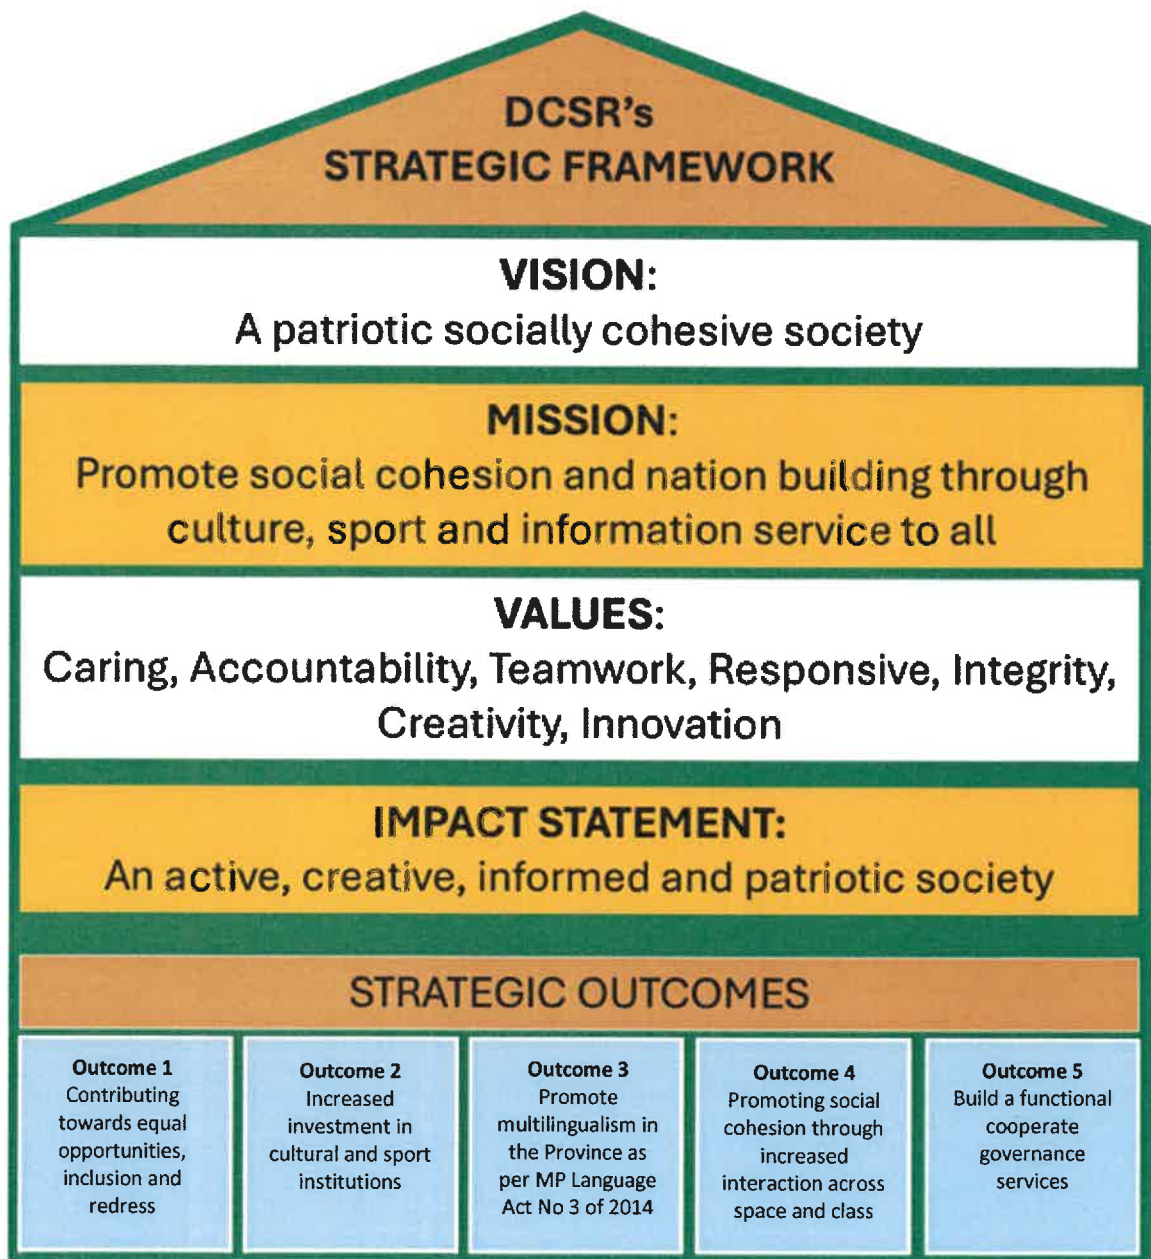 DCSR's
STRATEGIC FRAMEWORK
VISION:
A patriotic socially cohesive society
MISSION:
Promote social cohesion and nation building through
culture, sport and information service to all
VALUES:
Caring, Accountability, Teamwork, Responsive, Integrity,
Creativity, Innovation
IMPACT STATEMENT:
An active, creative, informed and patriotic society
STRATEGIC OUTCOMES
Outcome 1
Contributing
towards equal
opportunities,
inclusion and
redress
Outcome 2
Increased
investment in
cultural and sport
institutions
Outcome 3
Promote
multilingualism in
the Province as
per MP Language
Act No 3 of 2014
Outcome 4
Promoting social
cohesion through
increased
interaction across
space and class
Outcome 5
Build a functional
cooperate
governance
services